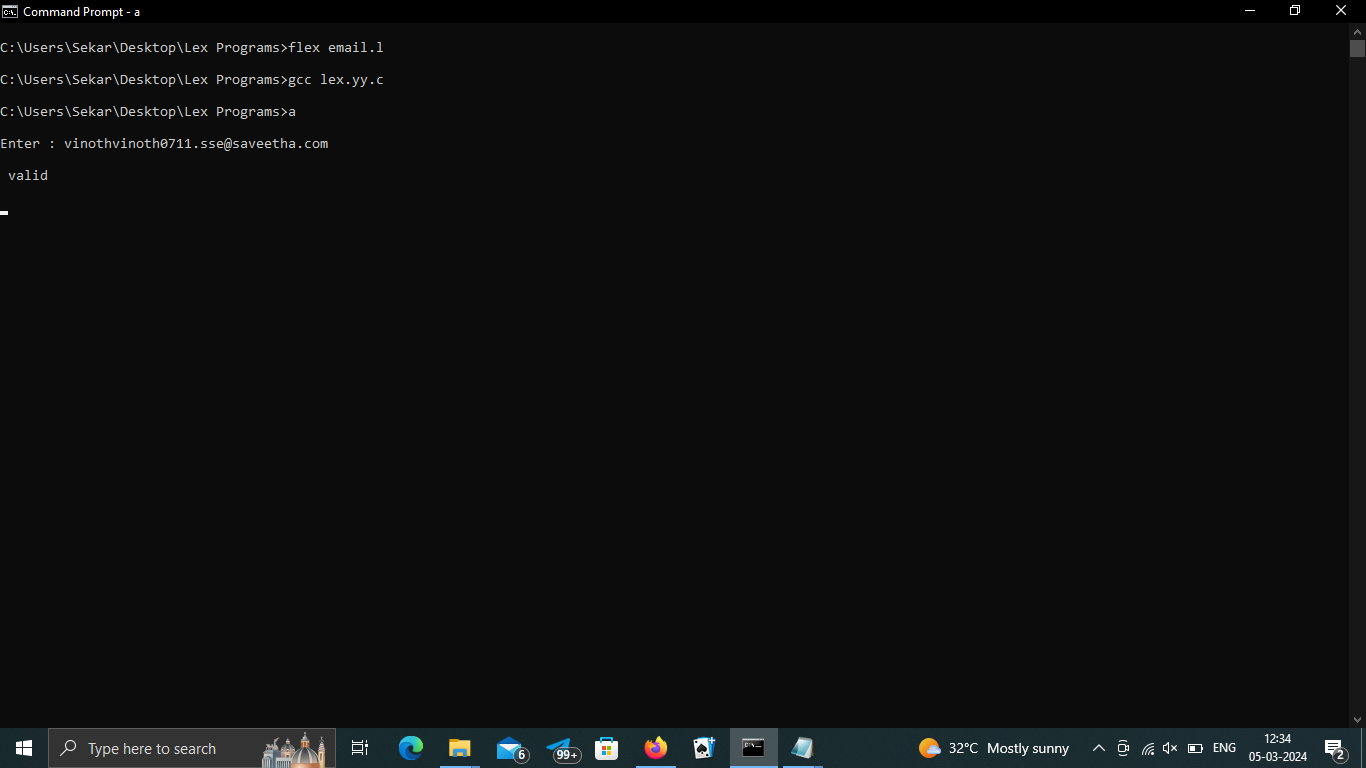 Command Prompt - a
C:\Users\Sekar\Desktop\Lex Programs>flex email.l
C:\Users\Sekar\Desktop\Lex Programs>gcc lex.yy.c
C:\Users\Sekar\Desktop\Lex Programs>a
Enter : vinothvinoth0711.sse@saveetha.com
valid
Type here to search
6
99+
32°C Mostly sunny
ENG
12:34
05-03-2024
2